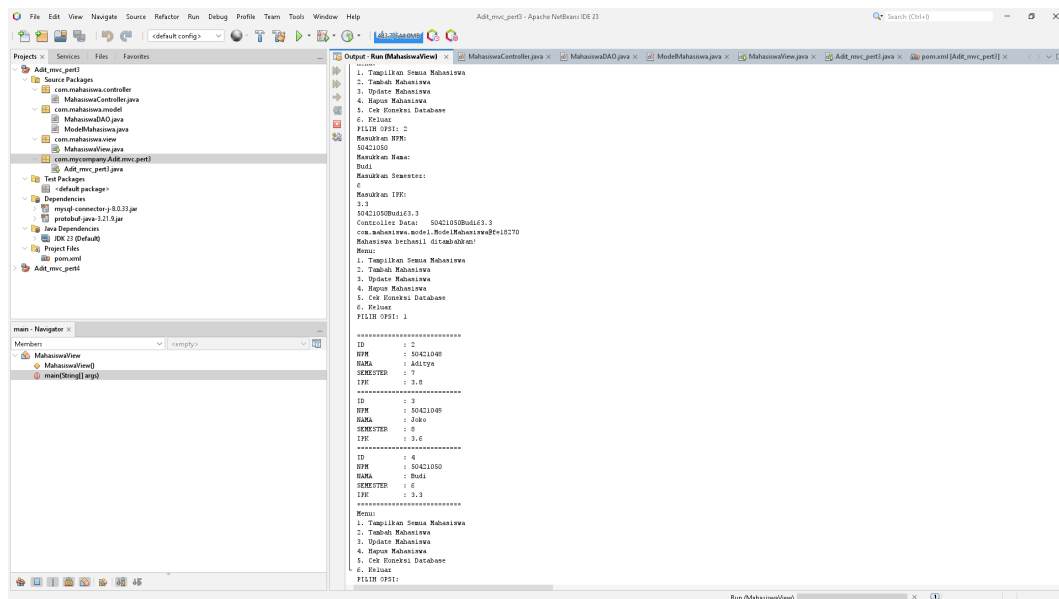 File Edit View Navigate Source Refactor Run Debug Profile Team Tools Window Help
Adit_mvc_pert3 - Apache NetBeans IDE 23
Search (Ctrl+I)
<default config>
Projects
Services
Files
Favorites
Adit_mvc_pert3
Source Packages
com.mahasiswa.controller
MahasiswaController.java
com.mahasiswa.model
MahasiswaDAO.java
ModelMahasiswa.java
com.mahasiswa.view
MahasiswaView.java
com.mycompany.Adit.mvc.pert3
Adit_mvc_pert3.java
Test Packages
<default package>
Dependencies
mysql-connector-j-8.0.33.jar
protobuf-java-3.21.9.jar
Java Dependencies
JDK 23 (Default)
Project Files
pom.xml
Adit_mvc_pert4
main - Navigator
Members
<empty>
MahasiswaView
MahasiswaView()
main(String[] args)
Output - Run (MahasiswaView)
MahasiswaController.java
MahasiswaDAO.java
ModelMahasiswa.java
MahasiswaView.java
Adit_mvc_pert3.java
pom.xml [Adit_mvc_pert3]
Menu:
1. Tampilkan Semua Mahasiswa
2. Tambah Mahasiswa
3. Update Mahasiswa
4. Hapus Mahasiswa
5. Cek Koneksi Database
6. Keluar
PILIH OPSI: 2
Masukkan NPM:
50421050
Masukkan Nama:
Budi
Masukkan Semester:
6
Masukkan IPK:
3.3
50421050Budi63.3
Controller Data:   50421050Budi63.3
com.mahasiswa.model.ModelMahasiswa@fe18270
Mahasiswa berhasil ditambahkan!
Menu:
1. Tampilkan Semua Mahasiswa
2. Tambah Mahasiswa
3. Update Mahasiswa
4. Hapus Mahasiswa
5. Cek Koneksi Database
6. Keluar
PILIH OPSI: 1
==========================
ID : 2
NPM : 50421048
NAMA : Aditya
SEMESTER : 7
IPK : 3.8
==========================
ID : 3
NPM : 50421049
NAMA : Joko
SEMESTER : 8
IPK : 3.6
==========================
ID : 4
NPM : 50421050
NAMA : Budi
SEMESTER : 6
IPK : 3.3
==========================
Menu:
1. Tampilkan Semua Mahasiswa
2. Tambah Mahasiswa
3. Update Mahasiswa
4. Hapus Mahasiswa
5. Cek Koneksi Database
6. Keluar
PILIH OPSI:
Run (MahasiswaView)